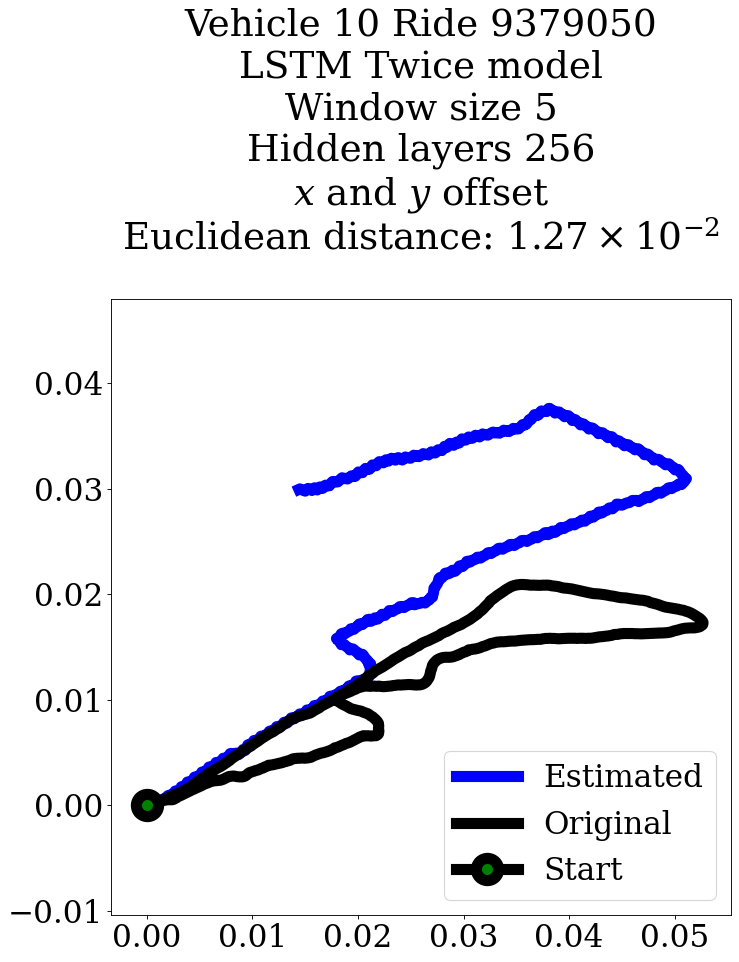 Vehicle 10 Ride 9379050
LSTM Twice model
Window size 5
Hidden layers 256
x and y offset
Euclidean distance: 1.27 × 10⁻²
0.04
0.03
0.02
0.01
0.00
−0.01
Estimated
Original
Start
0.00 0.01 0.02 0.03 0.04 0.05